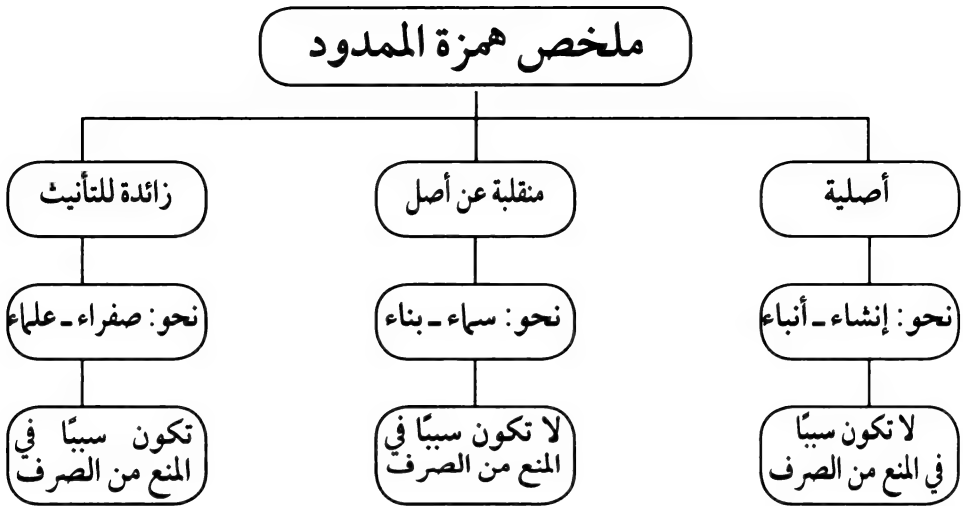 ملخص همزة الممدود
أصلية
منقلبة عن أصل
زائدة للتأنيث
نحو: إنشاء ـ أنباء
نحو: سماء ـ بناء
نحو: صفراء ـ علماء
لا تكون سببًا
في المنع من الصرف
لا تكون سببًا في
المنع من الصرف
تكون سببًا في
المنع من الصرف